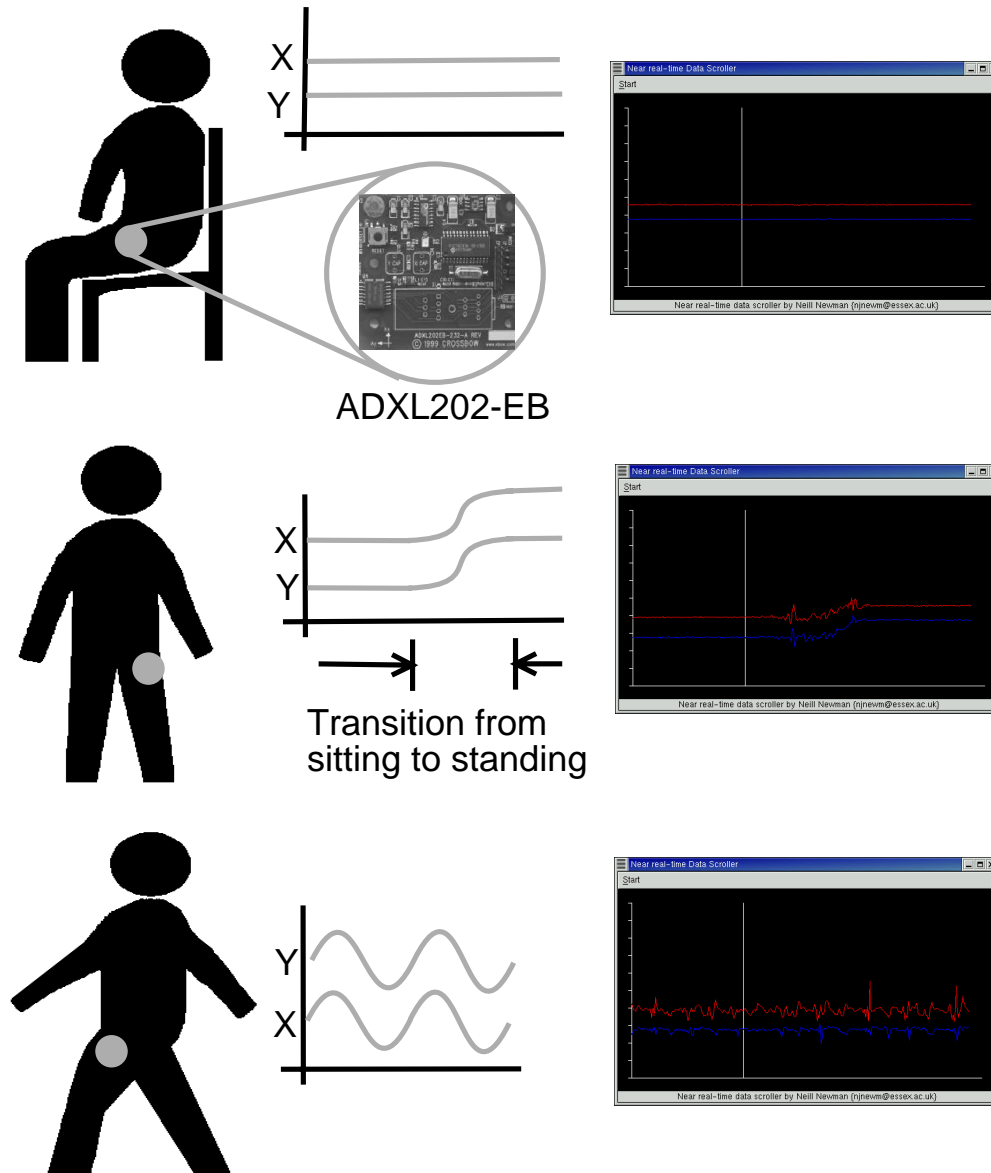 X
Y
RESET
ADXL202EB-232-A REV
© 1999 CROSSBOW
ADXL202-EB
Near real-time Data Scroller
Start
Near real-time data scroller by Neill Newman {njnewm@essex.ac.uk}
X
Y
Transition from
sitting to standing
Near real-time Data Scroller
Start
Near real-time data scroller by Neill Newman {njnewm@essex.ac.uk}
Y
X
Near real-time Data Scroller
Start
Near real-time data scroller by Neill Newman {njnewm@essex.ac.uk}